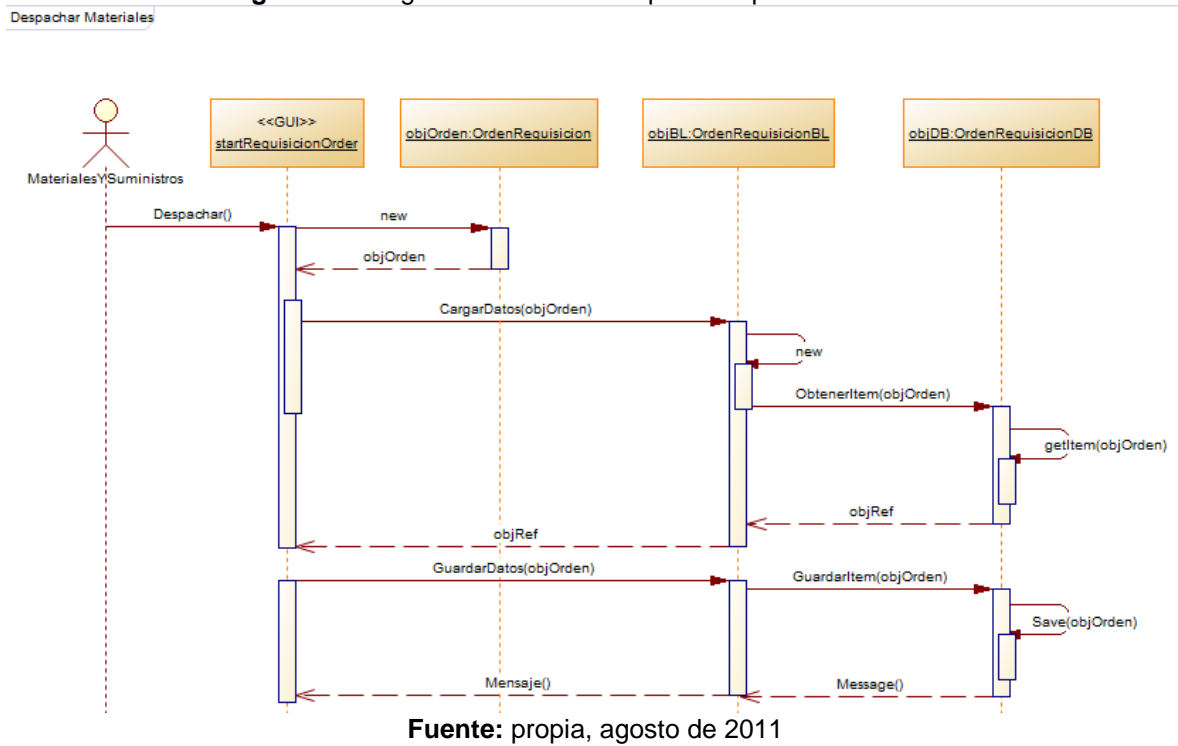 Despachar Materiales
<<GUI>>
startRequisicionOrder
objOrden:OrdenRequisicion
objBL:OrdenRequisicionBL
objDB:OrdenRequisicionDB
MaterialesYSuministros
Despachar()
new
objOrden
CargarDatos(objOrden)
new
ObtenerItem(objOrden)
getItem(objOrden)
objRef
objRef
GuardarDatos(objOrden)
GuardarItem(objOrden)
Save(objOrden)
Mensaje()
Message()
Fuente: propia, agosto de 2011